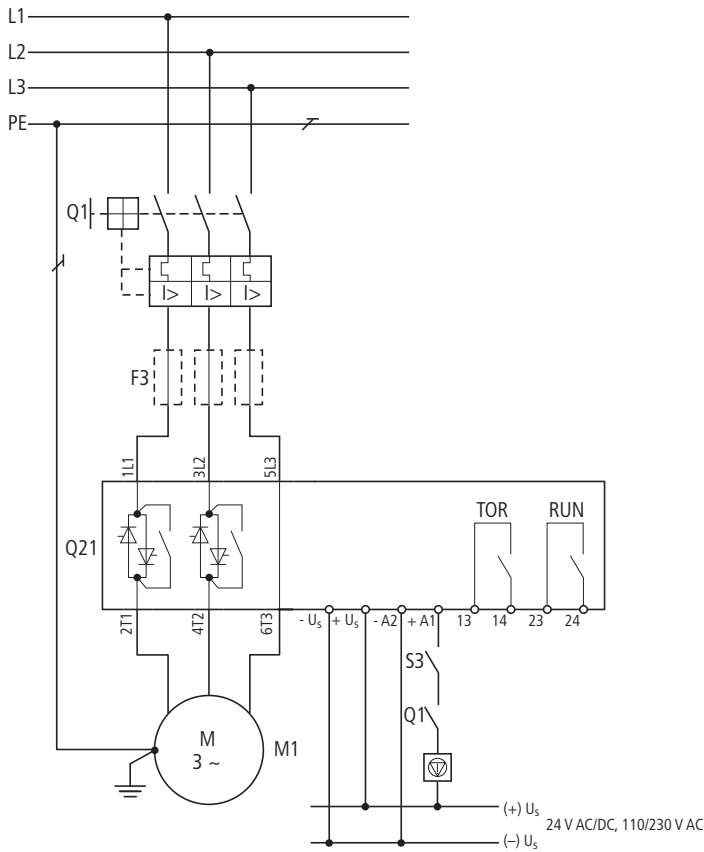 L1
L2
L3
PE
Q1
I> I> I>
F3
1L1 3L2 5L3
TOR RUN
Q21
2T1 4T2 6T3
- Us + Us - A2 + A1 13 14 23 24
S3
Q1
M
3 ~
M1
(+) Us
24 V AC/DC, 110/230 V AC
(–) Us